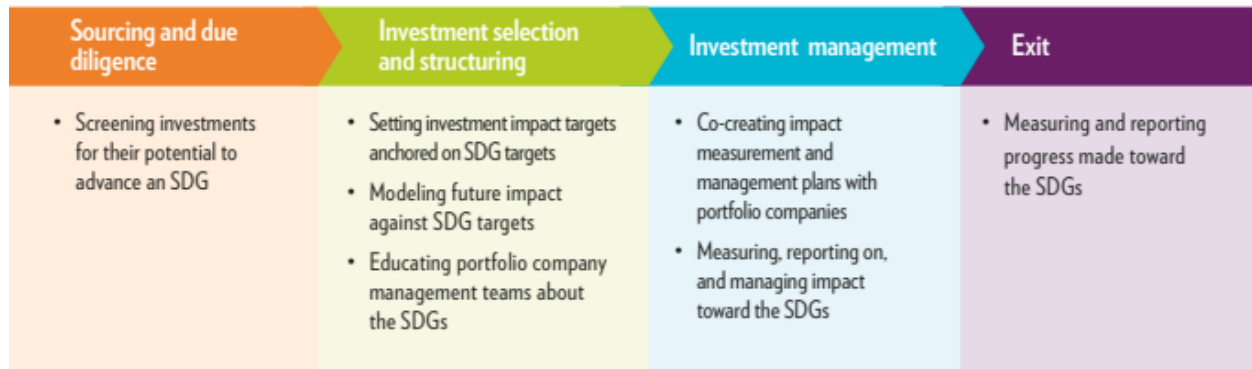 Sourcing and due
diligence
• Screening investments
for their potential to
advance an SDG
Investment selection
and structuring
• Setting investment impact targets
anchored on SDG targets
• Modeling future impact
against SDG targets
• Educating portfolio company
management teams about
the SDGs
Investment management
• Co-creating impact
measurement and
management plans with
portfolio companies
• Measuring, reporting on,
and managing impact
toward the SDGs
Exit
• Measuring and reporting
progress made toward
the SDGs